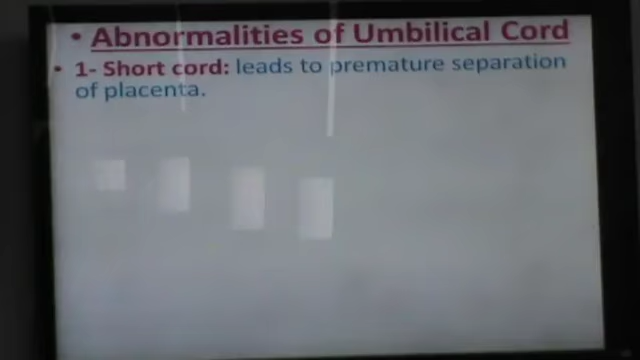 • Abnormalities of Umbilical Cord
• 1- Short cord: leads to premature separation
of placenta.